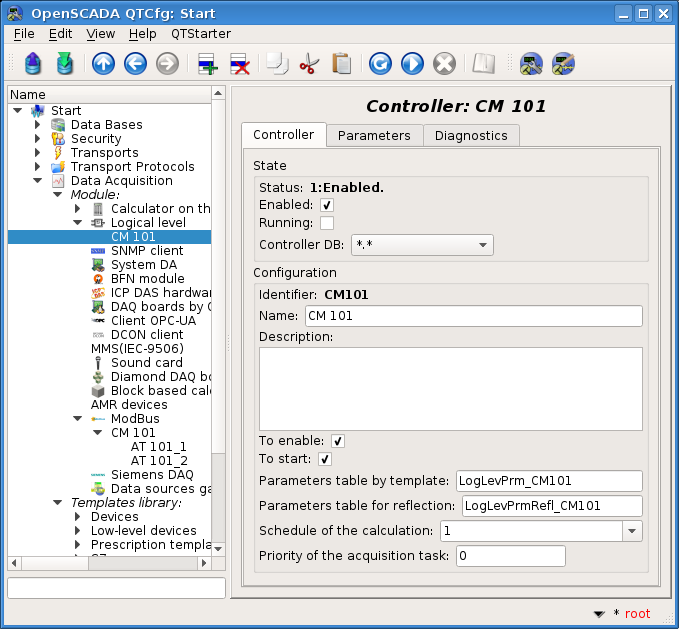 OpenSCADA QTCfg: Start
File Edit View Help QTStarter
Name
Start
Data Bases
Security
Transports
Transport Protocols
Data Acquisition
Module:
Calculator on th
Logical level
CM 101
SNMP client
System DA
BFN module
ICP DAS hardwa
DAQ boards by
Client OPC-UA
DCON client
MMS(IEC-9506)
Sound card
Diamond DAQ bo
Block based calc
AMR devices
ModBus
CM 101
AT 101_1
AT 101_2
Siemens DAQ
Data sources ga
Templates library:
Devices
Low-level devices
Prescription templa
Controller: CM 101
Controller Parameters Diagnostics
State
Status: 1:Enabled.
Enabled:
Running:
Controller DB: *.*
Configuration
Identifier: CM101
Name: CM 101
Description:
To enable:
To start:
Parameters table by template: LogLevPrm_CM101
Parameters table for reflection: LogLevPrmRefl_CM101
Schedule of the calculation: 1
Priority of the acquisition task: 0
* root